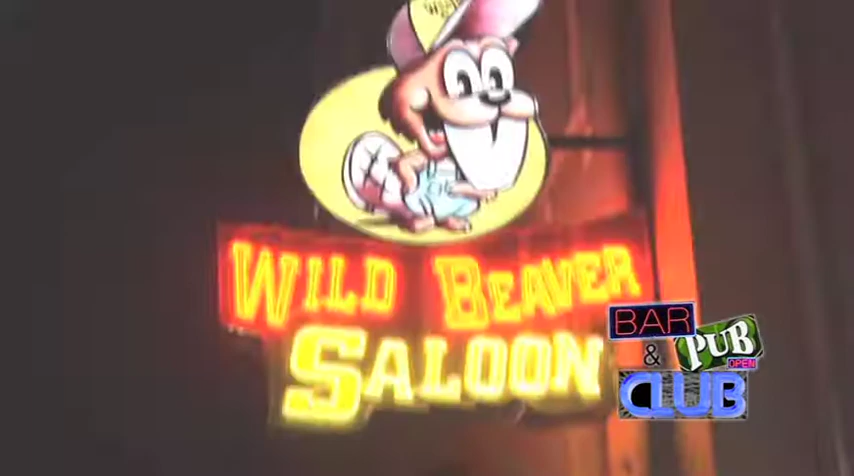 WILD BEAVER
SALOON
BAR
& PUB
OPEN
CLUB